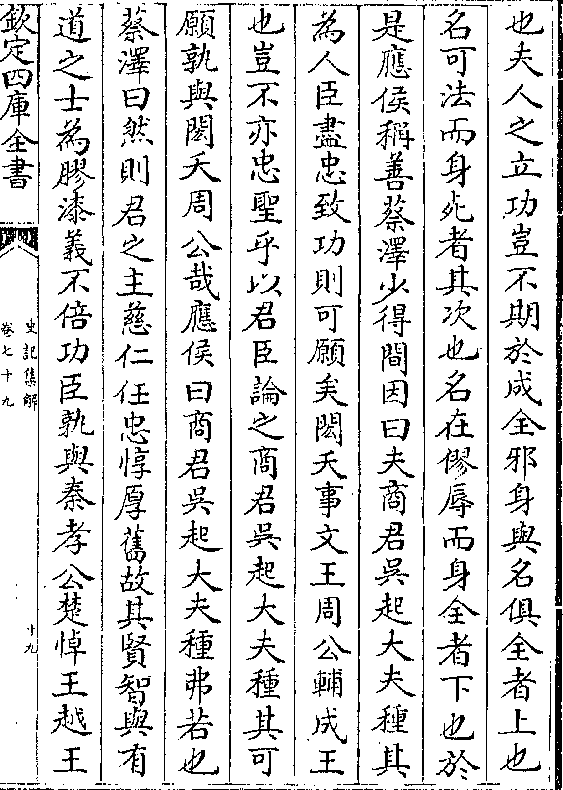 也夫人之立功豈不期於成全邪身與名俱全者上也
名可法而身死者其次也名在僇辱而身全者下也於
是應侯稱善蔡澤少得間因曰夫商君吳起大夫種其
為人臣盡忠致功則可願矣閎夭事文王周公輔成王
也豈不亦忠聖乎以君臣論之商君吳起大夫種其可
願孰與閎夭周公哉應侯曰商君吳起大夫種弗若也
蔡澤曰然則君之主慈仁任忠惇厚舊故其賢智與有
道之士為膠漆義不倍功臣孰與秦孝公楚悼王越王
欽定四庫全書
史記集解
卷七十九
十九